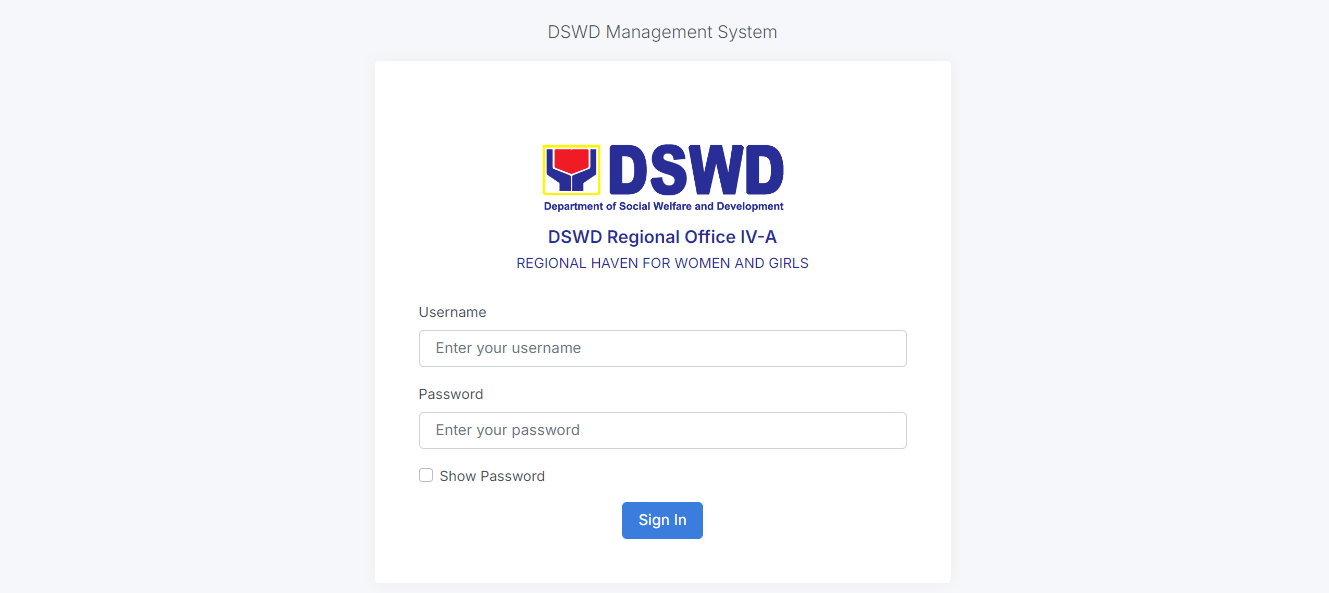 DSWD Management System
DSWD
Department of Social Welfare and Development
DSWD Regional Office IV-A
REGIONAL HAVEN FOR WOMEN AND GIRLS
Username
Enter your username
Password
Enter your password
Show Password
Sign In